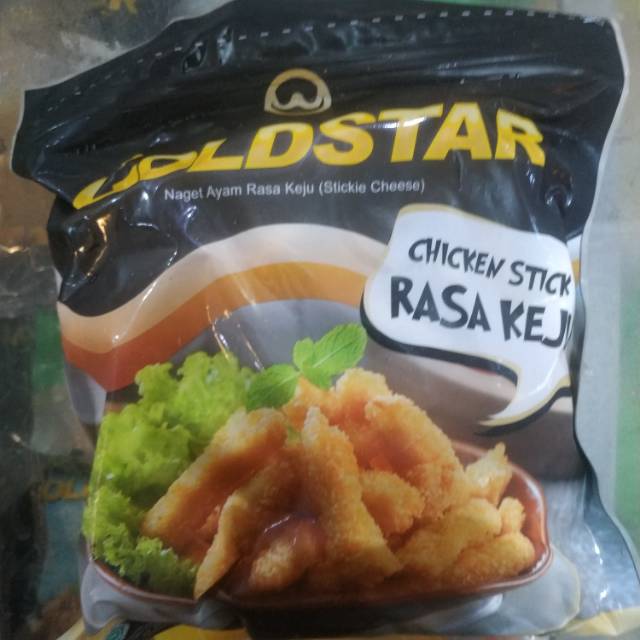 GOLDSTAR
Naget Ayam Rasa Keju (Stickie Cheese)
CHICKEN STICK
RASA KEJU